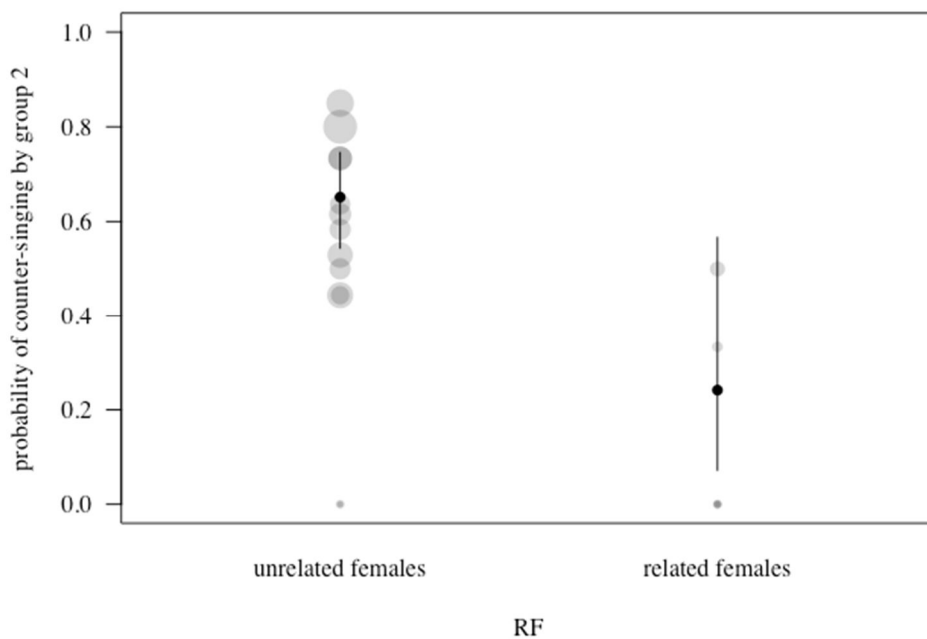 probability of counter-singing by group 2
1.0
0.8
0.6
0.4
0.2
0.0
unrelated females
related females
RF